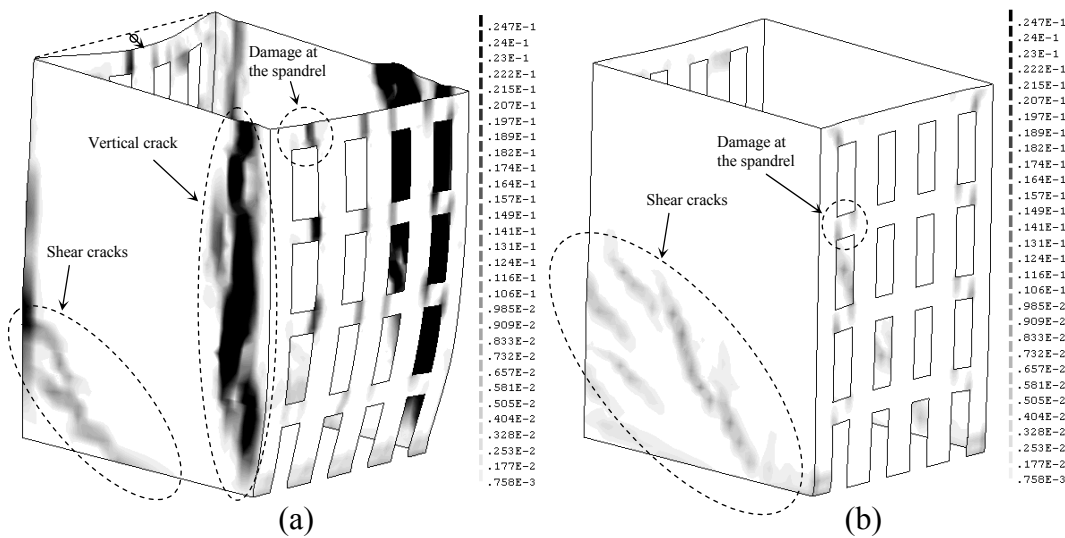 ϕ
Damage at
the spandrel
Vertical crack
Shear cracks
.247E-1
.24E-1
.23E-1
.222E-1
.215E-1
.207E-1
.197E-1
.189E-1
.182E-1
.174E-1
.164E-1
.157E-1
.149E-1
.141E-1
.131E-1
.124E-1
.116E-1
.106E-1
.985E-2
.909E-2
.833E-2
.732E-2
.657E-2
.581E-2
.505E-2
.404E-2
.328E-2
.253E-2
.177E-2
.758E-3
(a)
Damage at
the spandrel
Shear cracks
.247E-1
.24E-1
.23E-1
.222E-1
.215E-1
.207E-1
.197E-1
.189E-1
.182E-1
.174E-1
.164E-1
.157E-1
.149E-1
.141E-1
.131E-1
.124E-1
.116E-1
.106E-1
.985E-2
.909E-2
.833E-2
.732E-2
.657E-2
.581E-2
.505E-2
.404E-2
.328E-2
.253E-2
.177E-2
.758E-3
(b)